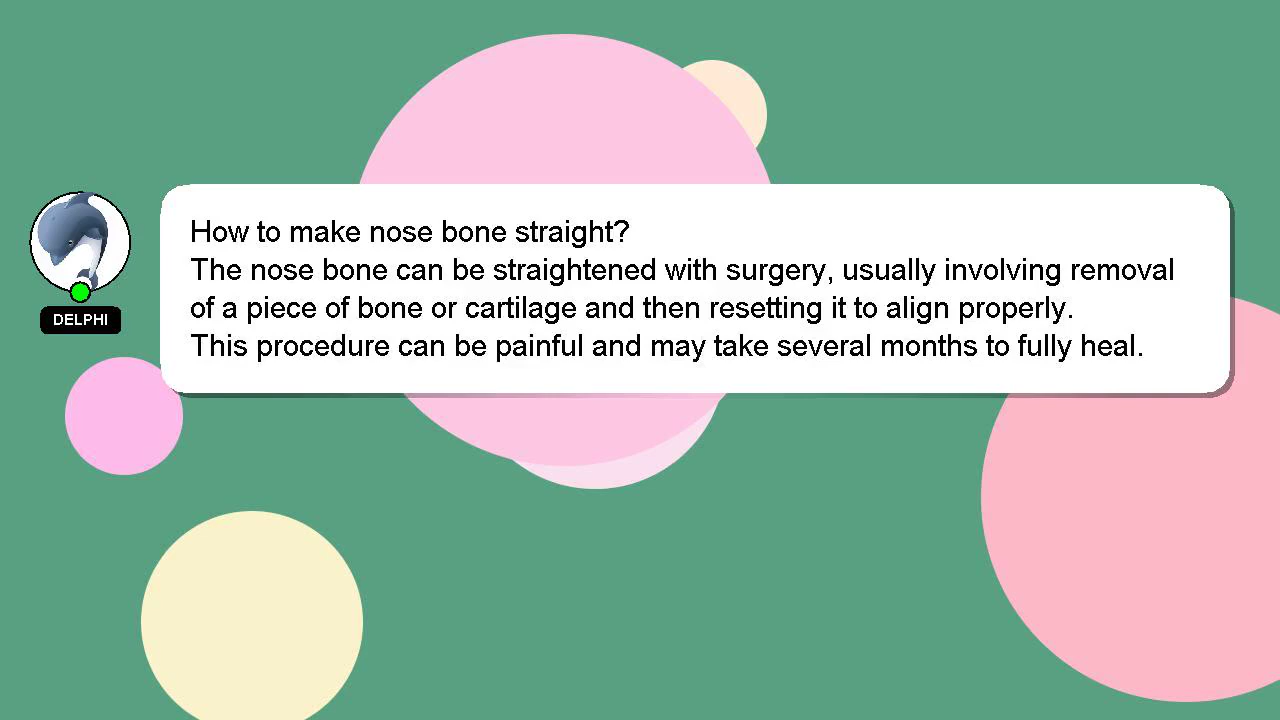 How to make nose bone straight?
The nose bone can be straightened with surgery, usually involving removal
of a piece of bone or cartilage and then resetting it to align properly.
This procedure can be painful and may take several months to fully heal.
DELPHI